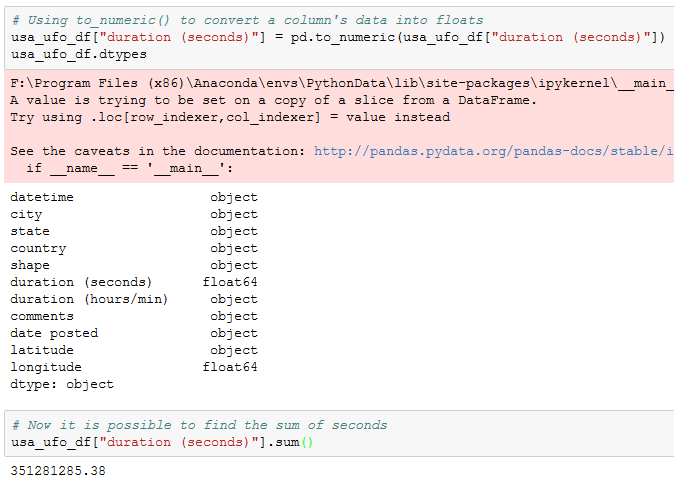 # Using to_numeric() to convert a column's data into floats
usa_ufo_df["duration (seconds)"] = pd.to_numeric(usa_ufo_df["duration (seconds)"])
usa_ufo_df.dtypes
F:\Program Files (x86)\Anaconda\envs\PythonData\lib\site-packages\ipykernel\__main_
A value is trying to be set on a copy of a slice from a DataFrame.
Try using .loc[row_indexer,col_indexer] = value instead
See the caveats in the documentation: http://pandas.pydata.org/pandas-docs/stable/i
if __name__ == '__main__':
datetime object
city object
state object
country object
shape object
duration (seconds) float64
duration (hours/min) object
comments object
date posted object
latitude object
longitude float64
dtype: object
# Now it is possible to find the sum of seconds
usa_ufo_df["duration (seconds)"].sum()
351281285.38